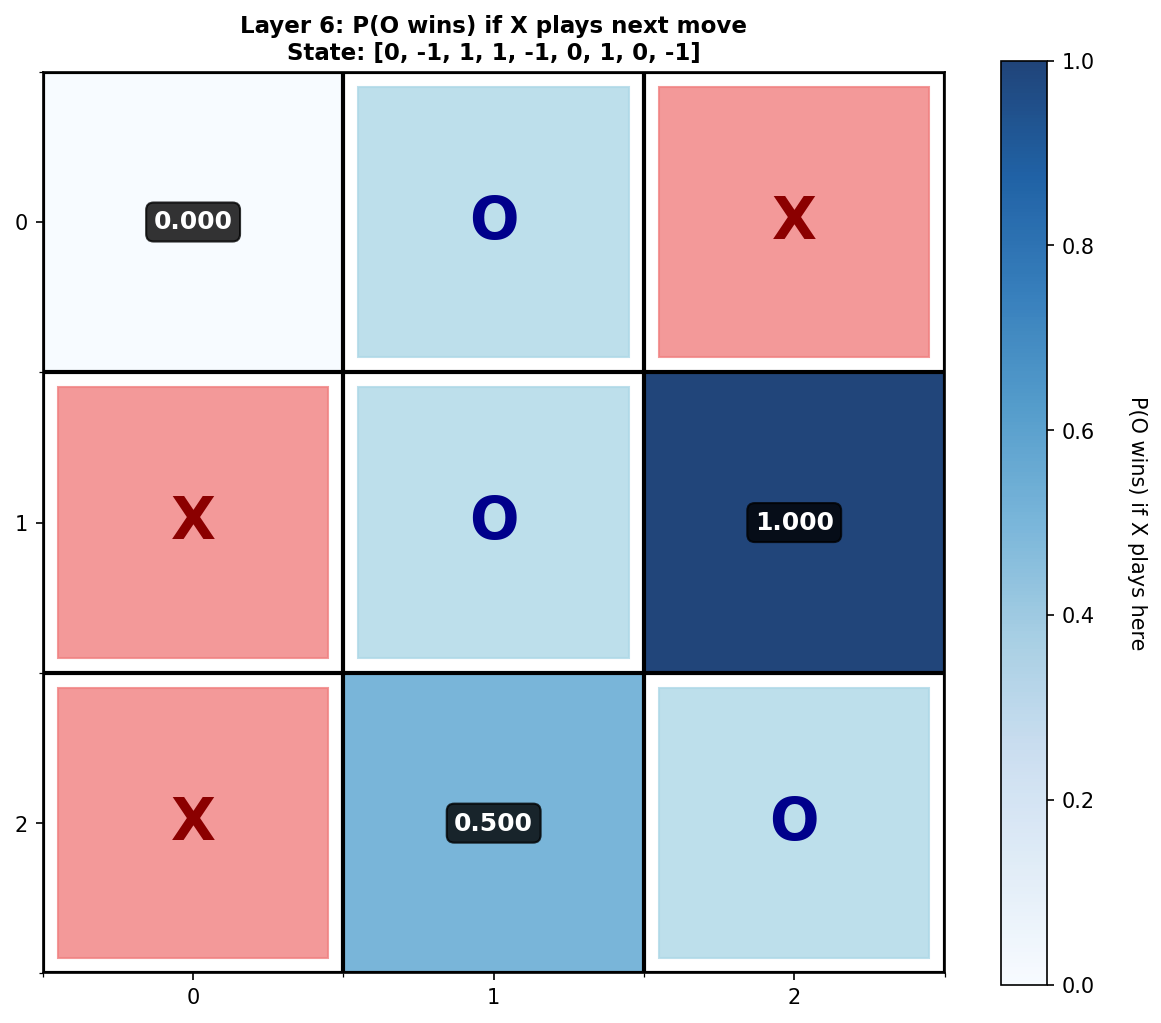 Layer 6: P(O wins) if X plays next move
State: [0, -1, 1, 1, -1, 0, 1, 0, -1]
0
0.000
O
X
1
X
O
1.000
2
X
0.500
O
0
1
2
1.0
0.8
0.6
0.4
0.2
0.0
P(O wins) if X plays here